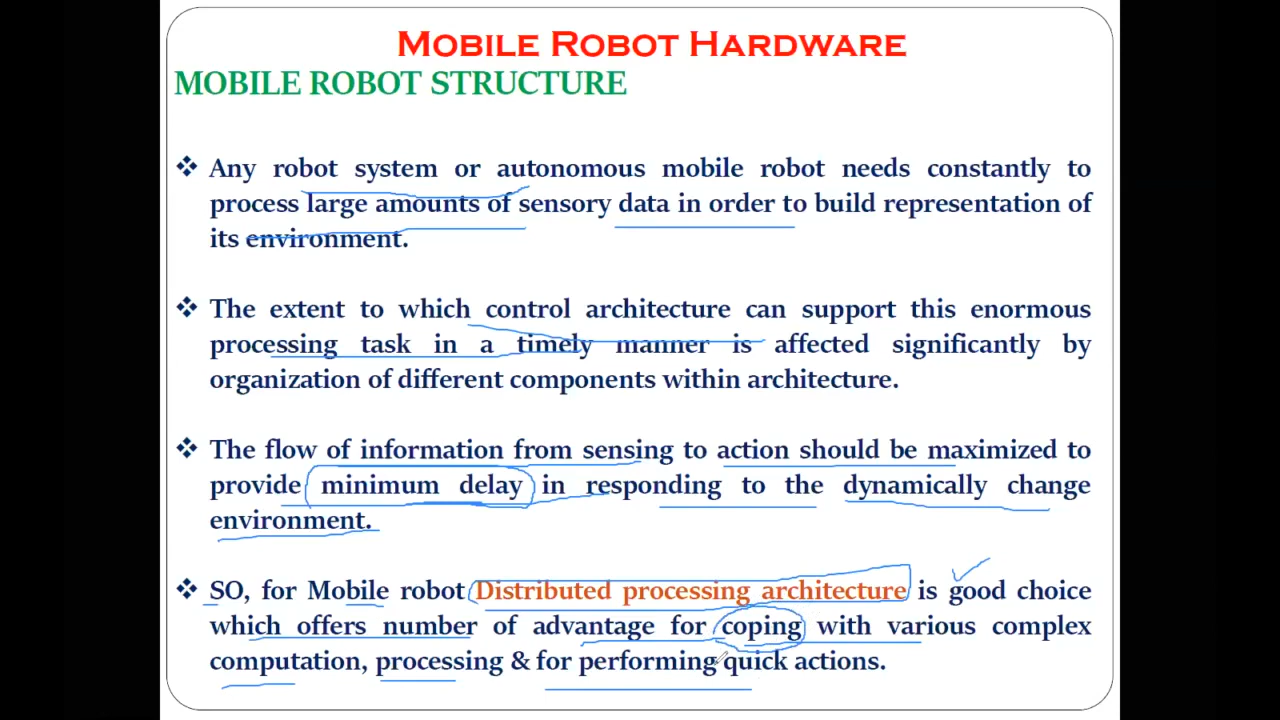 MOBILE ROBOT HARDWARE
MOBILE ROBOT STRUCTURE
❖ Any robot system or autonomous mobile robot needs constantly to
process large amounts of sensory data in order to build representation of
its environment.
❖ The extent to which control architecture can support this enormous
processing task in a timely manner is affected significantly by
organization of different components within architecture.
❖ The flow of information from sensing to action should be maximized to
provide minimum delay in responding to the dynamically change
environment.
❖ SO, for Mobile robot Distributed processing architecture is good choice
which offers number of advantage for coping with various complex
computation, processing & for performing quick actions.